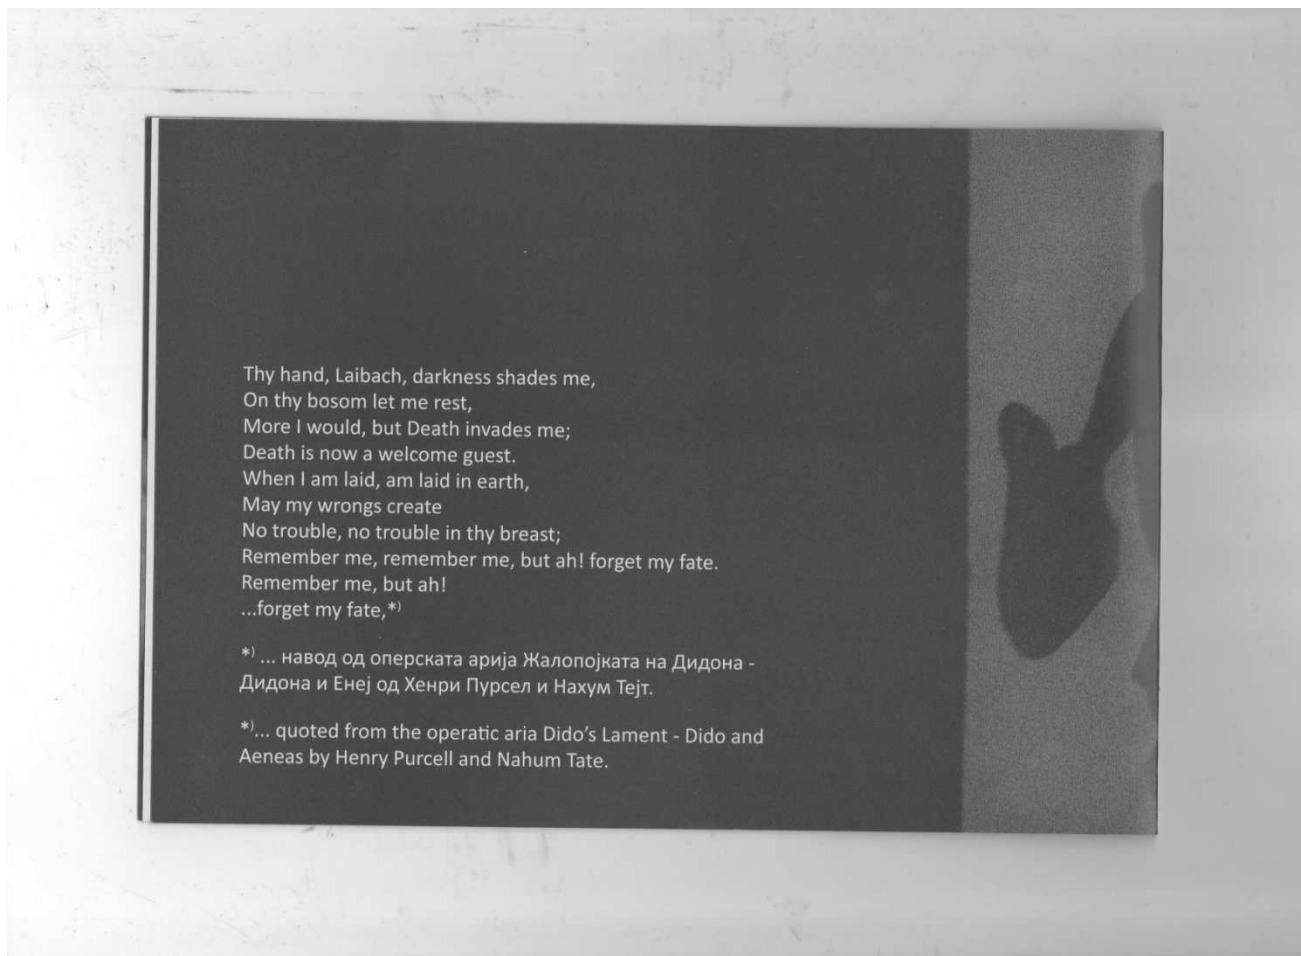 Thy hand, Laibach, darkness shades me,
On thy bosom let me rest,
More I would, but Death invades me;
Death is now a welcome guest.
When I am laid, am laid in earth,
May my wrongs create
No trouble, no trouble in thy breast;
Remember me, remember me, but ah! forget my fate.
Remember me, but ah!
...forget my fate,*)
*) ... навод од оперската арија Жалопојката на Дидона -
Дидона и Енеј од Хенри Пурсел и Нахум Тејт.
*)... quoted from the operatic aria Dido’s Lament - Dido and
Aeneas by Henry Purcell and Nahum Tate.